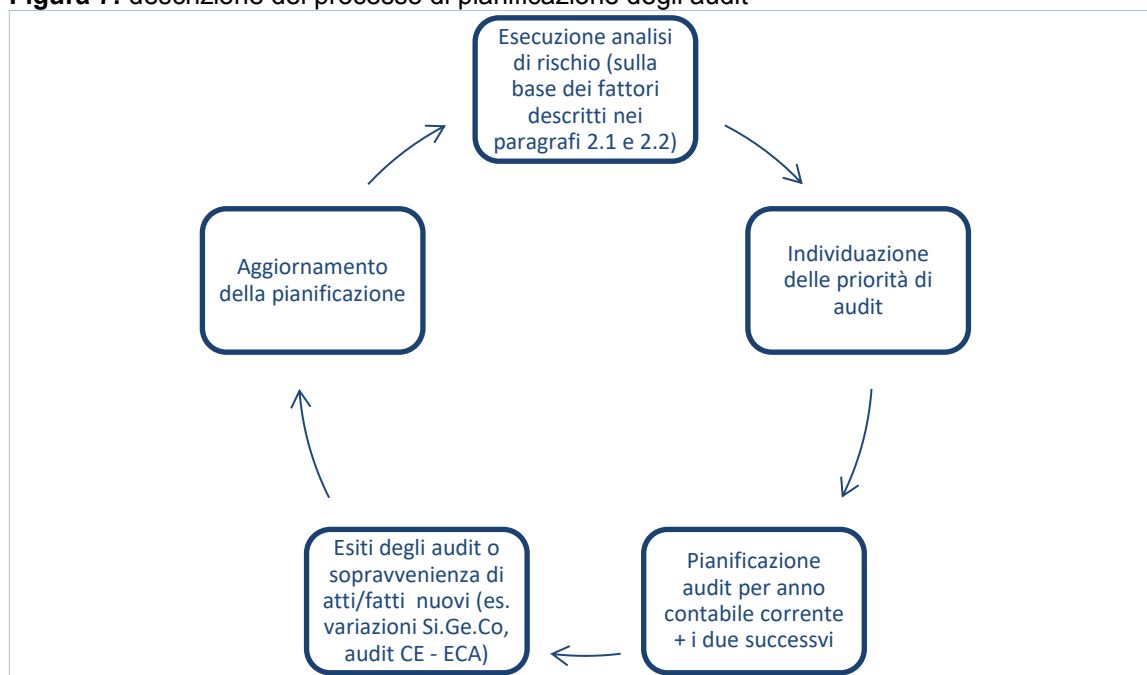 Figura 7: descrizione del processo di pianificazione degli audit
Esecuzione analisi
di rischio (sulla
base dei fattori
descritti nei
paragrafi 2.1 e 2.2)
Individuazione
delle priorità di
audit
Pianificazione
audit per anno
contabile corrente
+ i due successvi
Esiti degli audit o
sopravvenienza di
atti/fatti nuovi (es.
variazioni Si.Ge.Co,
audit CE - ECA)
Aggiornamento
della pianificazione